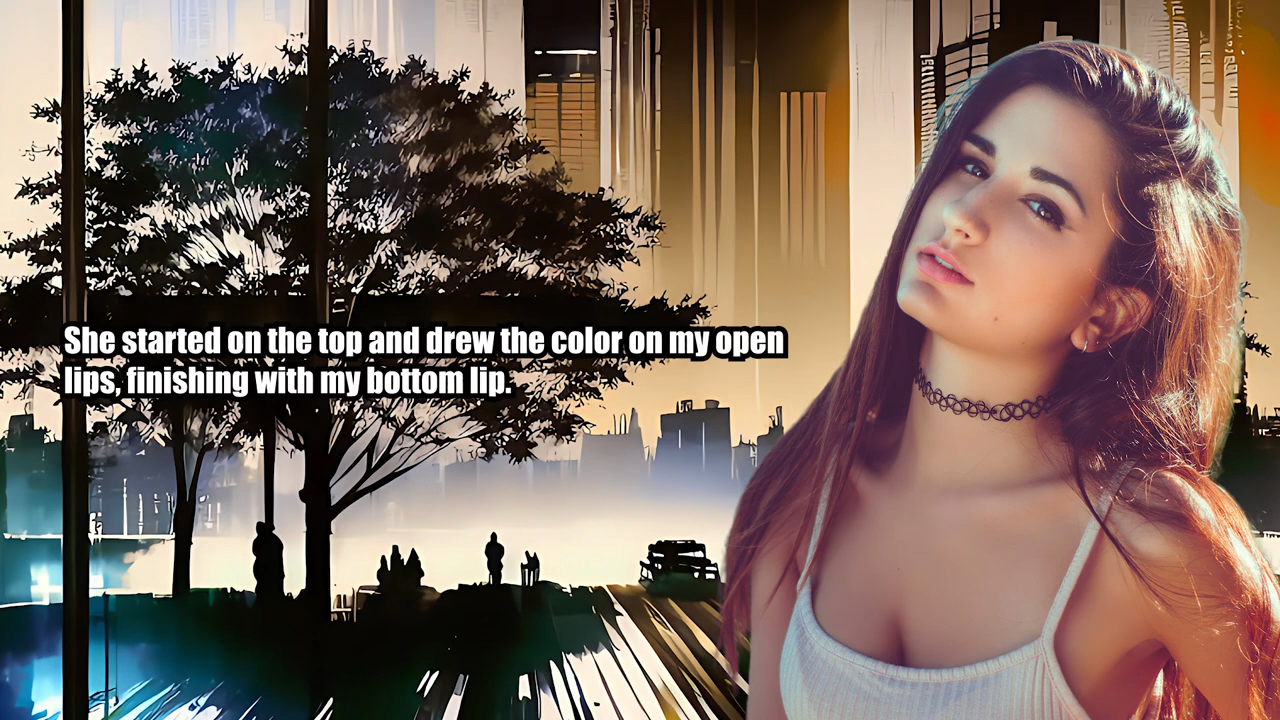 She started on the top and drew the color on my open
lips, finishing with my bottom lip.